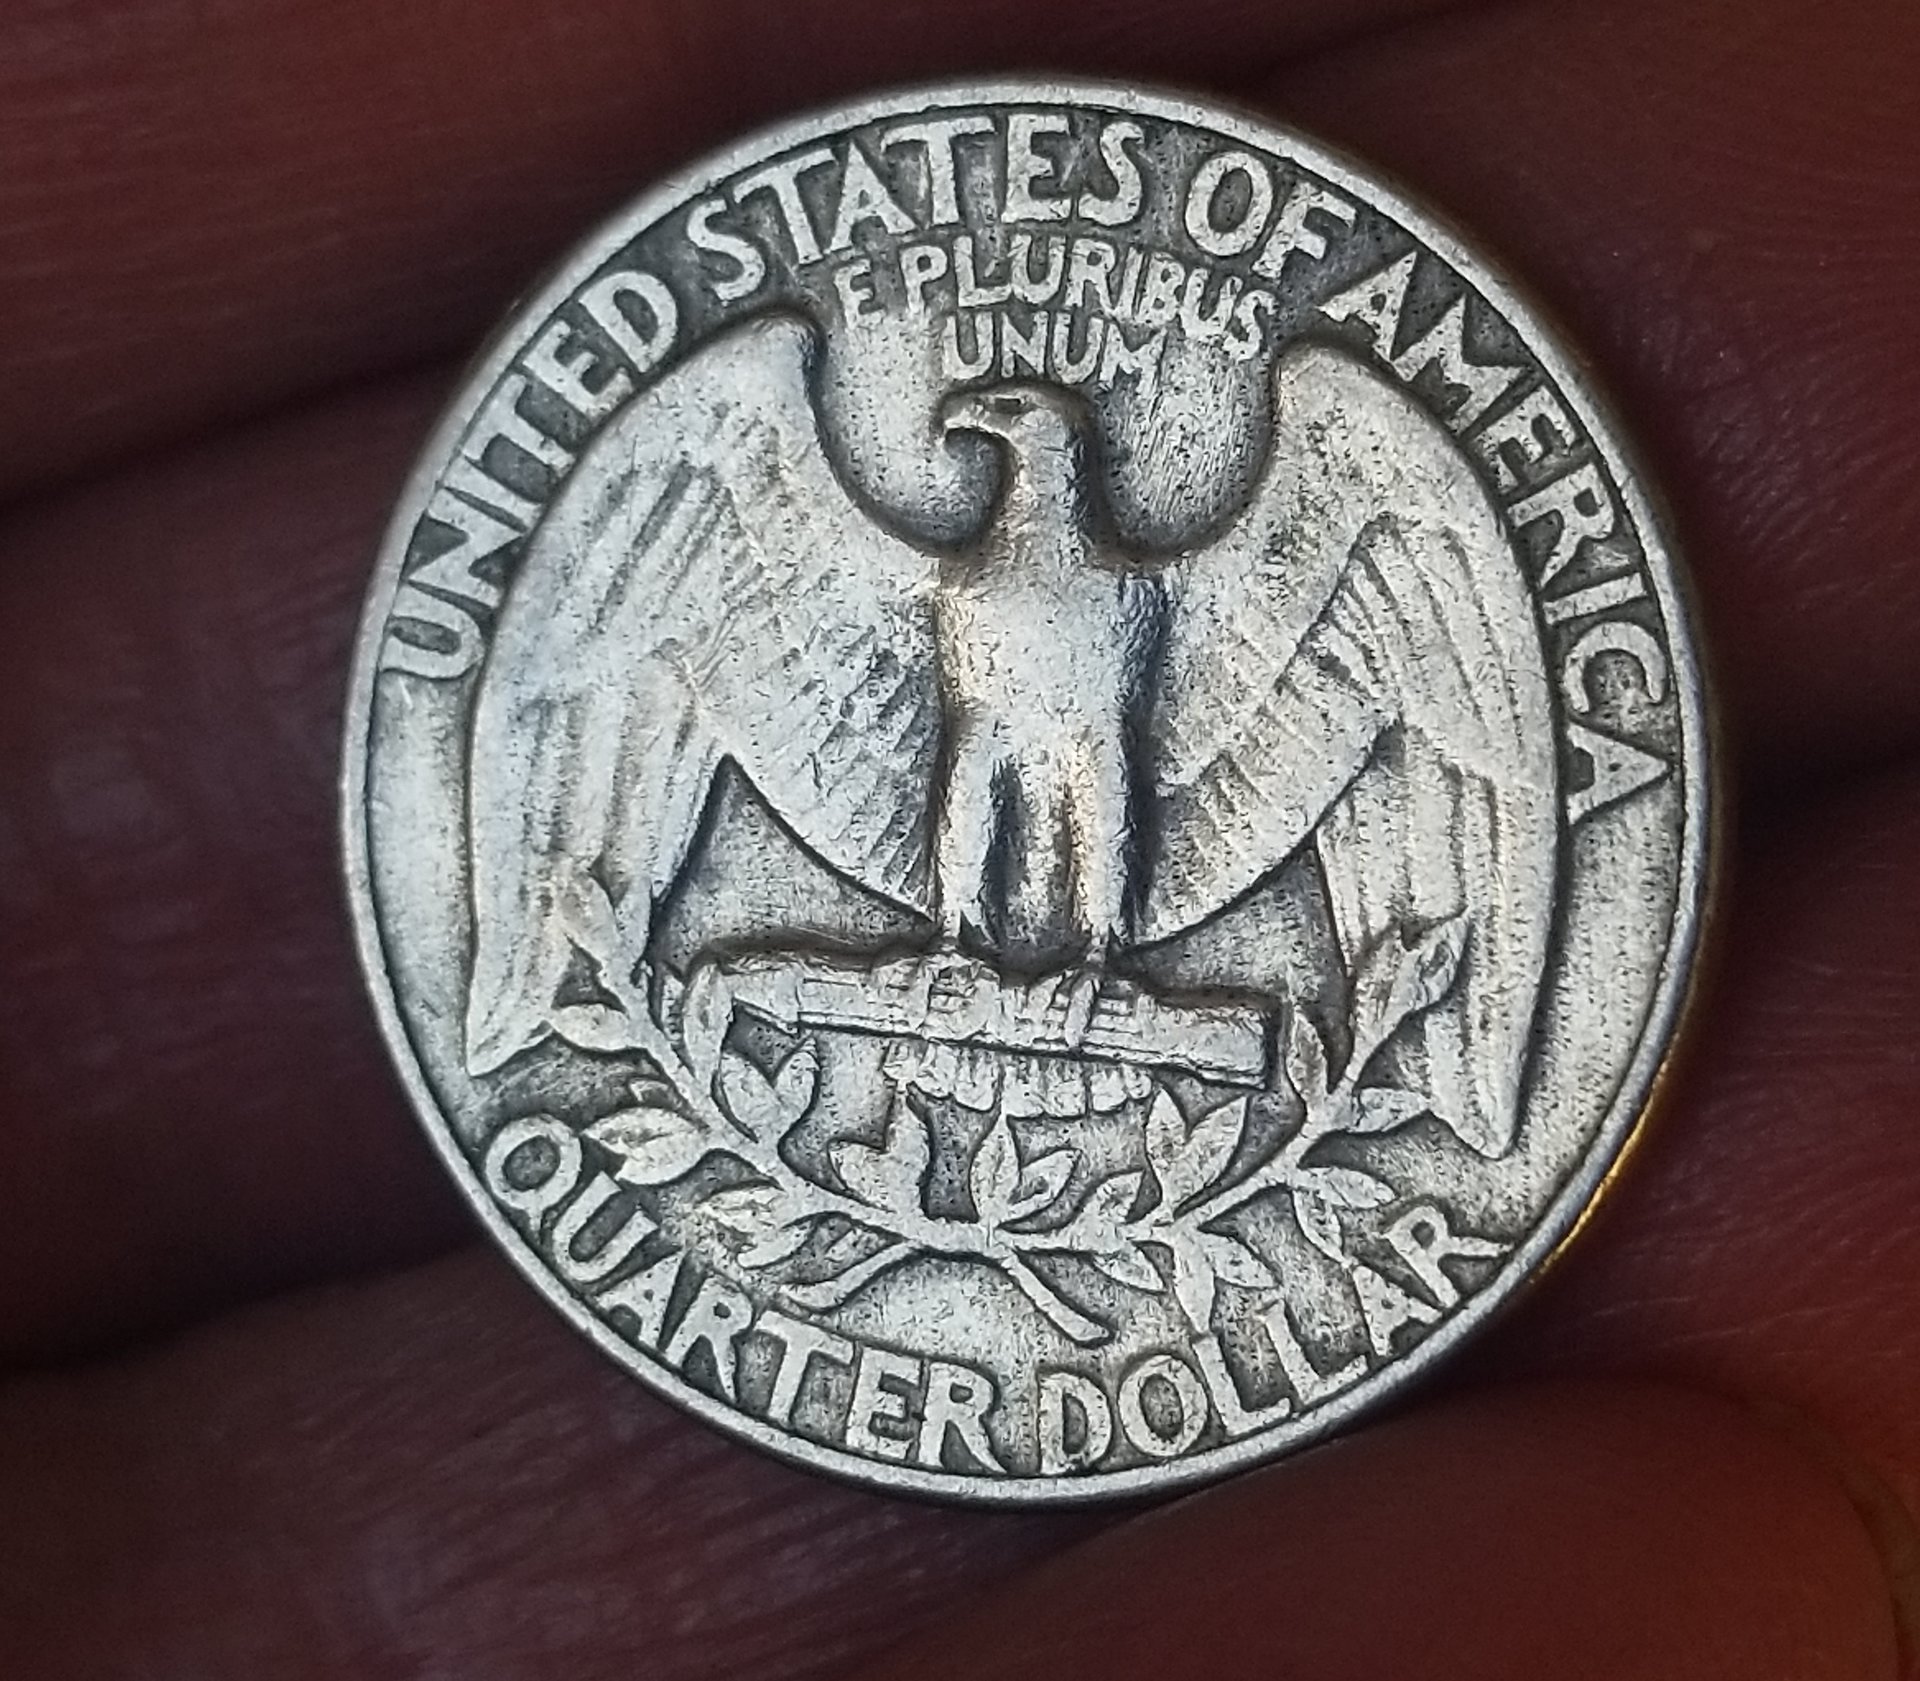 UNITED STATES OF AMERICA
E PLURIBUS
UNUM
QUARTER DOLLAR